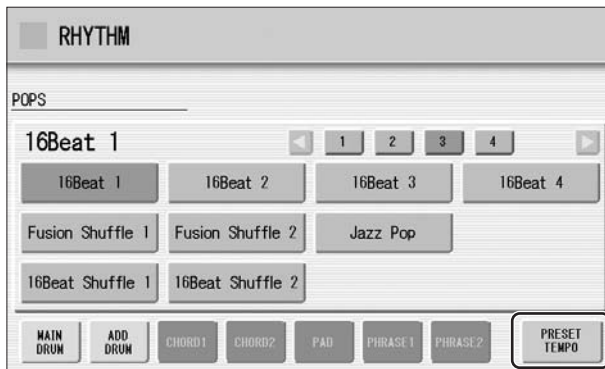 RHYTHM
POPS
16Beat 1
1 2 3 4
16Beat 1 16Beat 2 16Beat 3 16Beat 4
Fusion Shuffle 1 Fusion Shuffle 2 Jazz Pop
16Beat Shuffle 1 16Beat Shuffle 2
MAIN DRUM ADD DRUM CHORD1 CHORD2 PAD PHRASE1 PHRASE2 PRESET TEMPO